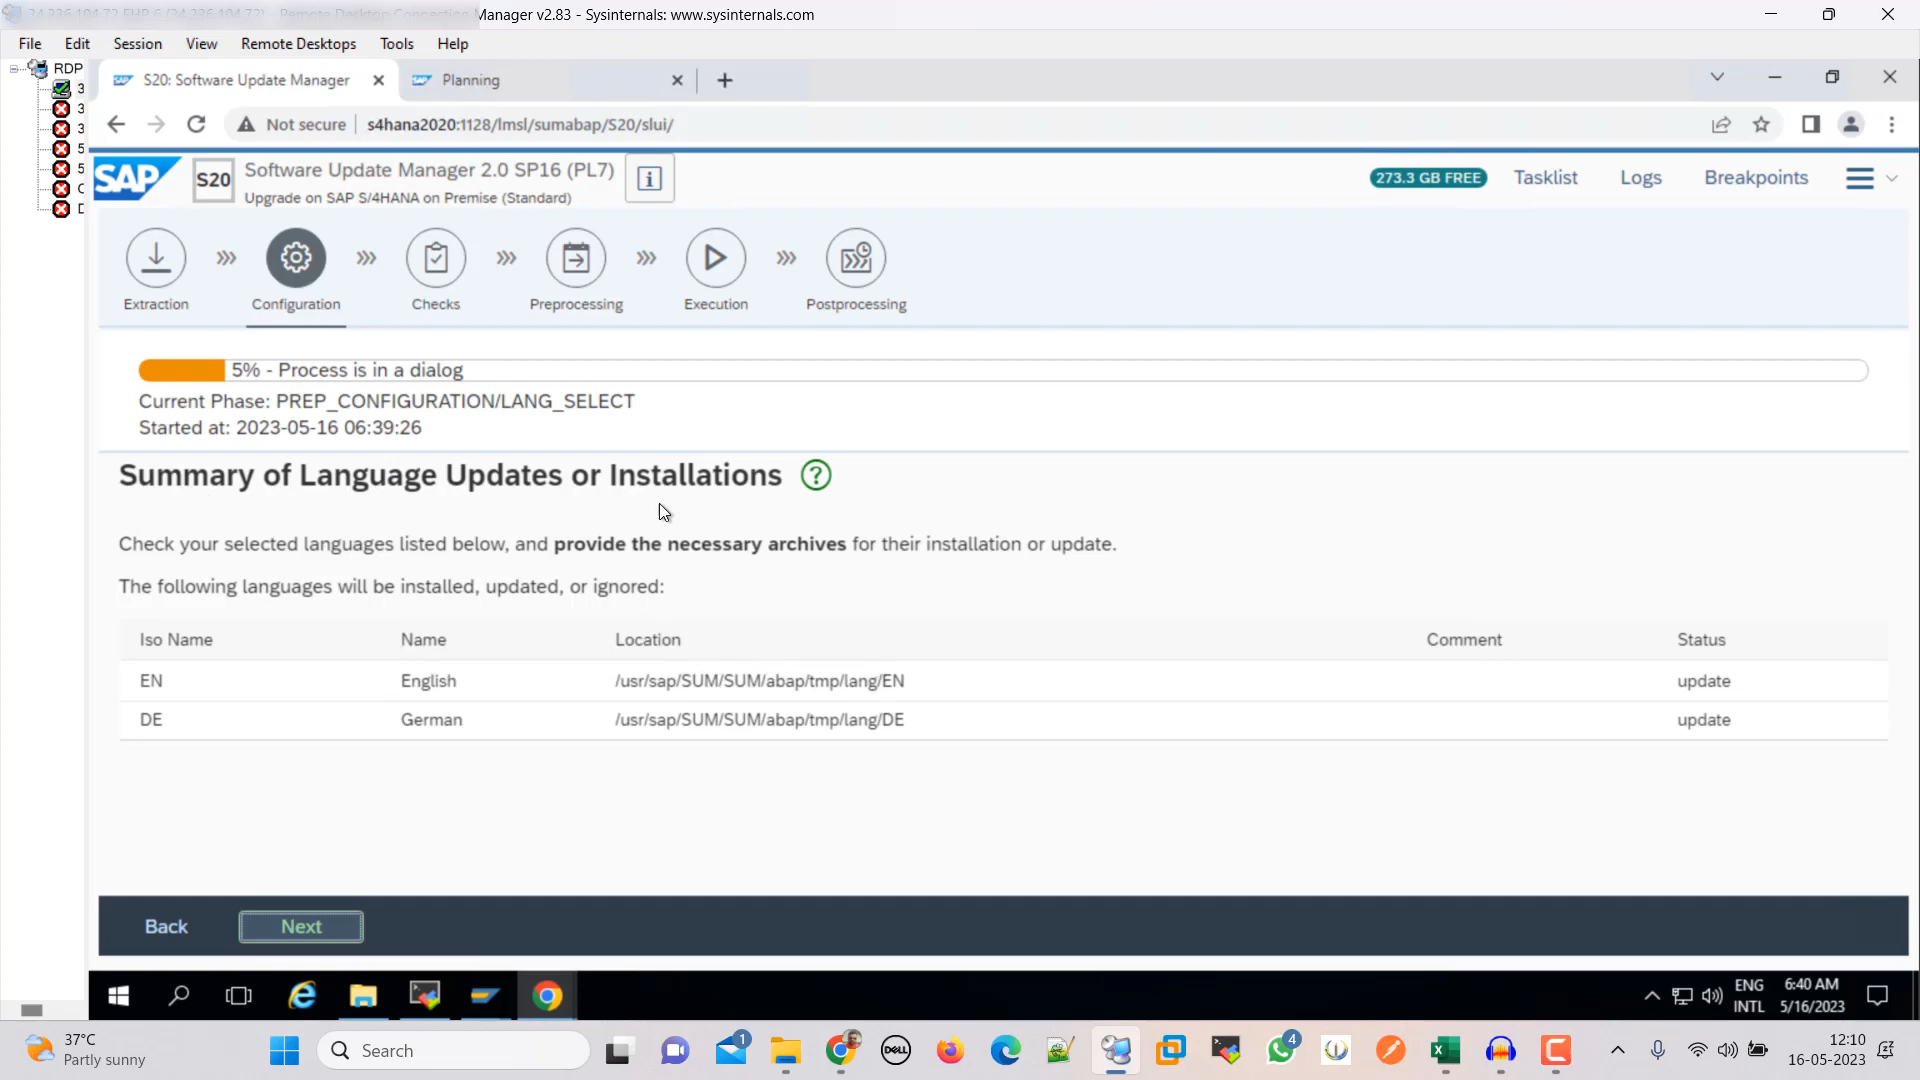 Manager v2.83 - Sysinternals: www.sysinternals.com
File Edit Session View Remote Desktops Tools Help
RDP
S20: Software Update Manager
Planning
3
3
3
5
5
Not secure
s4hana2020:1128/lmsl/sumabap/S20/slui/
SAP
S20
Software Update Manager 2.0 SP16 (PL7)
Upgrade on SAP S/4HANA on Premise (Standard)
273.3 GB FREE
Tasklist
Logs
Breakpoints
Extraction
Configuration
Checks
Preprocessing
Execution
Postprocessing
5% - Process is in a dialog
Current Phase: PREP_CONFIGURATION/LANG_SELECT
Started at: 2023-05-16 06:39:26
Summary of Language Updates or Installations
Check your selected languages listed below, and provide the necessary archives for their installation or update.
The following languages will be installed, updated, or ignored:
Iso Name Name Location Comment Status
EN English /usr/sap/SUM/SUM/abap/tmp/lang/EN update
DE German /usr/sap/SUM/SUM/abap/tmp/lang/DE update
Back
Next
ENG
INTL
6:40 AM
5/16/2023
37°C
Partly sunny
Search
1
DELL
4
12:10
16-05-2023